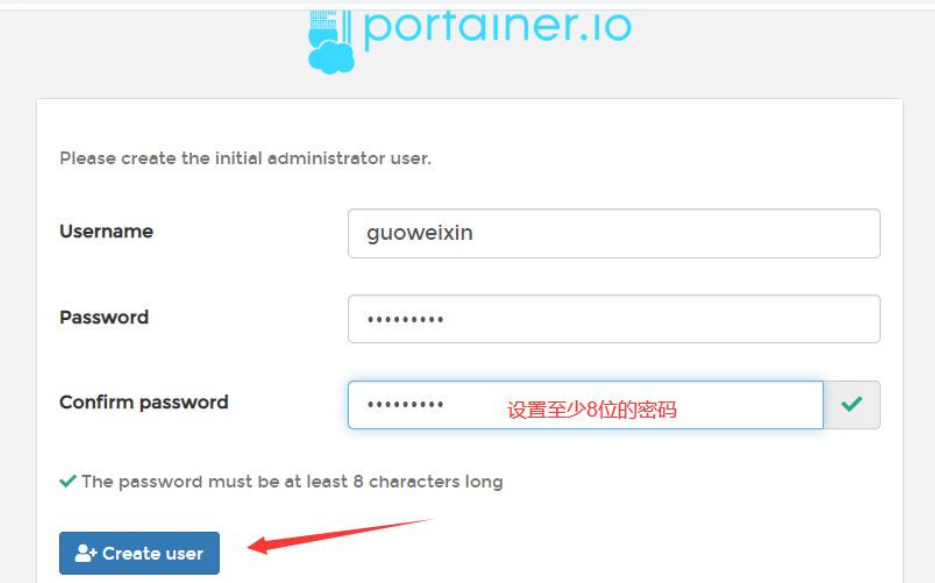 portainer.io
Please create the initial administrator user.
Username
guoweixin
Password
•••••••••
Confirm password
•••••••••
设置至少8位的密码
The password must be at least 8 characters long
Create user